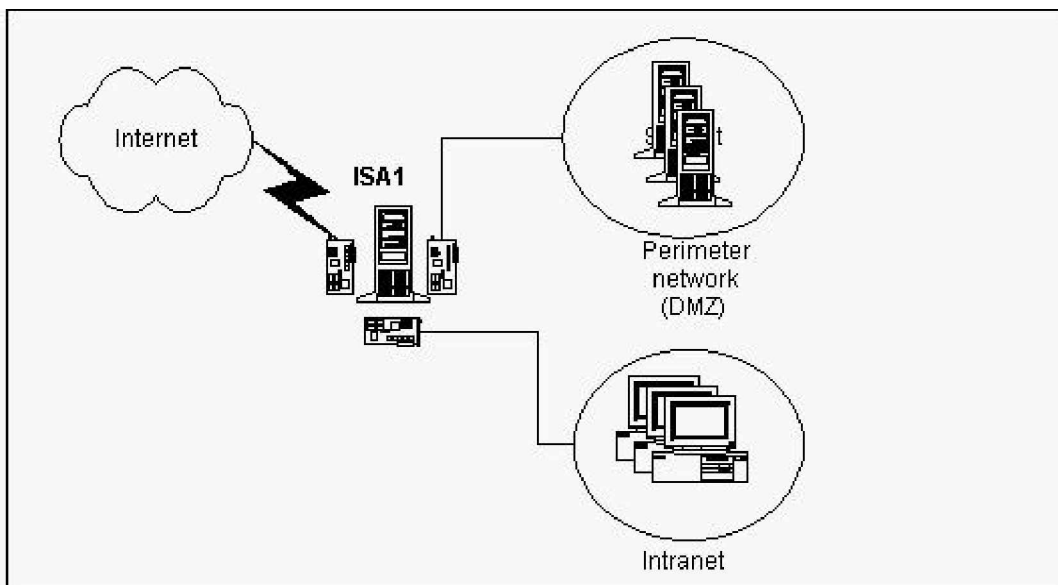 Internet
ISA1
Perimeter
network
(DMZ)
Intranet